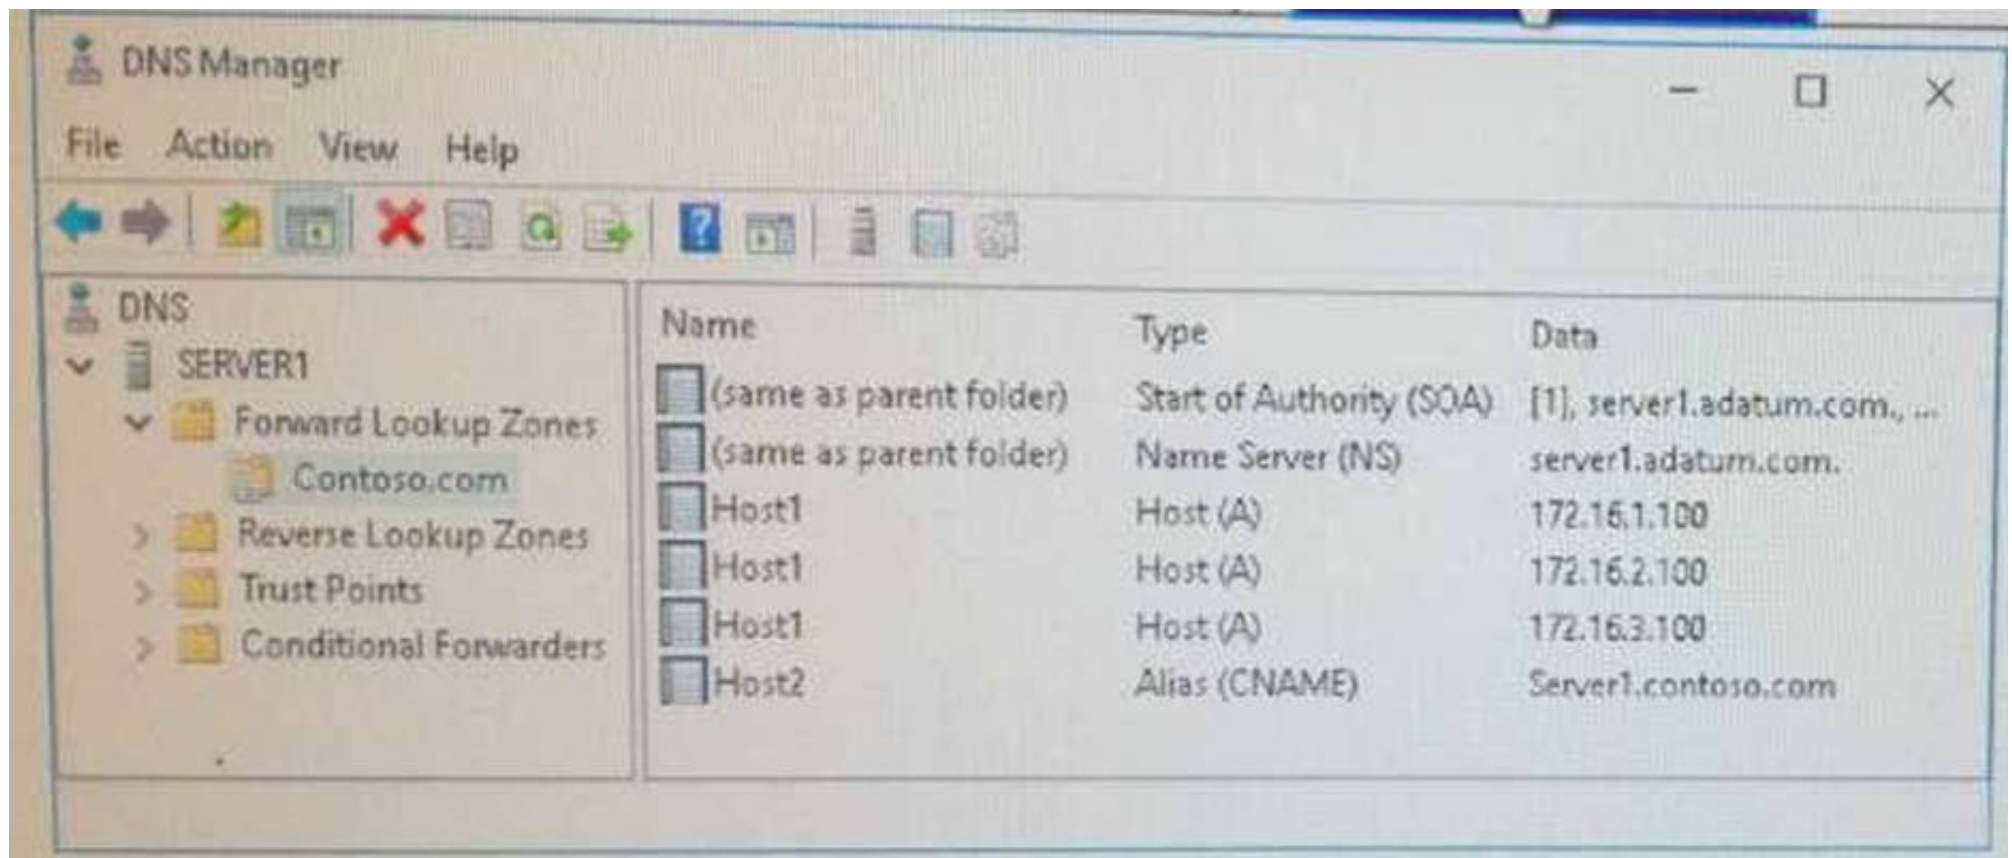 DNS Manager
File Action View Help
DNS
SERVER1
Forward Lookup Zones
Contoso.com
Reverse Lookup Zones
Trust Points
Conditional Forwarders
Name Type Data
(same as parent folder) Start of Authority (SOA) [1], server1.adatum.com., ...
(same as parent folder) Name Server (NS) server1.adatum.com.
Host1 Host (A) 172.16.1.100
Host1 Host (A) 172.16.2.100
Host1 Host (A) 172.16.3.100
Host2 Alias (CNAME) Server1.contoso.com